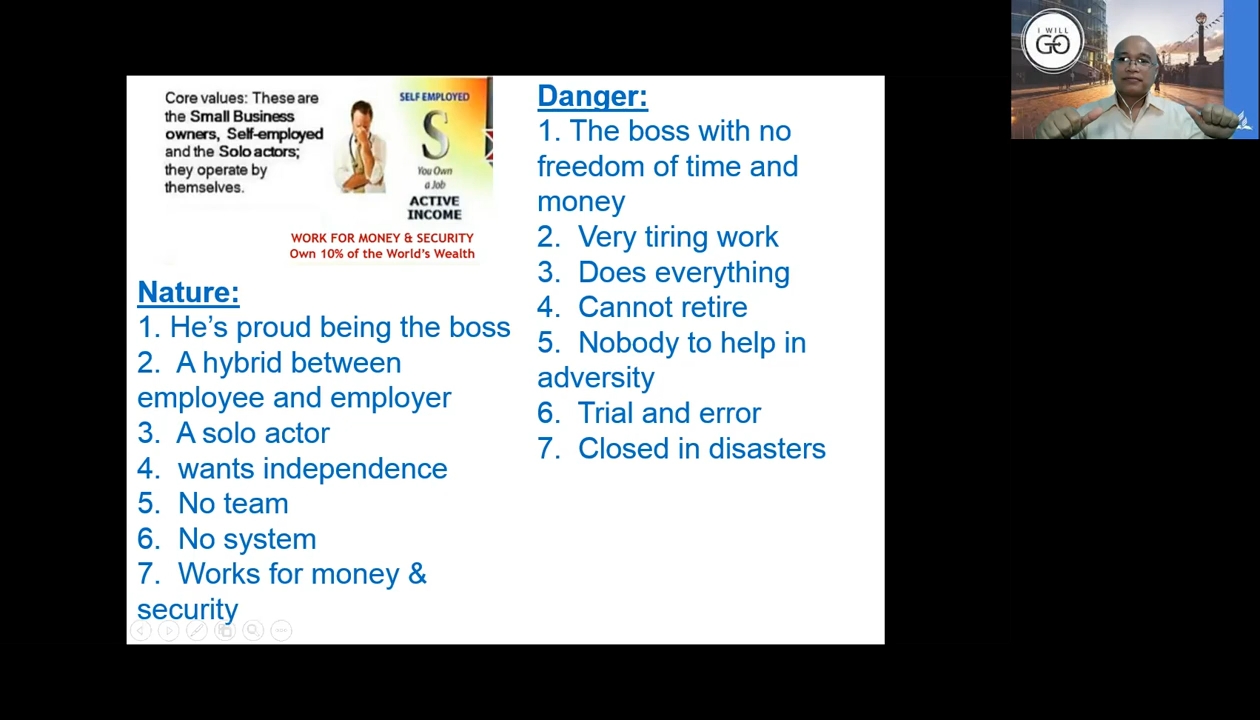 Core values: These are
the Small Business
owners, Self-employed
and the Solo actors;
they operate by
themselves.
SELF EMPLOYED
S
You Own
a Job
ACTIVE
INCOME
WORK FOR MONEY & SECURITY
Own 10% of the World's Wealth
Nature:
1. He's proud being the boss
2. A hybrid between
employee and employer
3. A solo actor
4. wants independence
5. No team
6. No system
7. Works for money &
security
Danger:
1. The boss with no
freedom of time and
money
2. Very tiring work
3. Does everything
4. Cannot retire
5. Nobody to help in
adversity
6. Trial and error
7. Closed in disasters
I WILL
GO